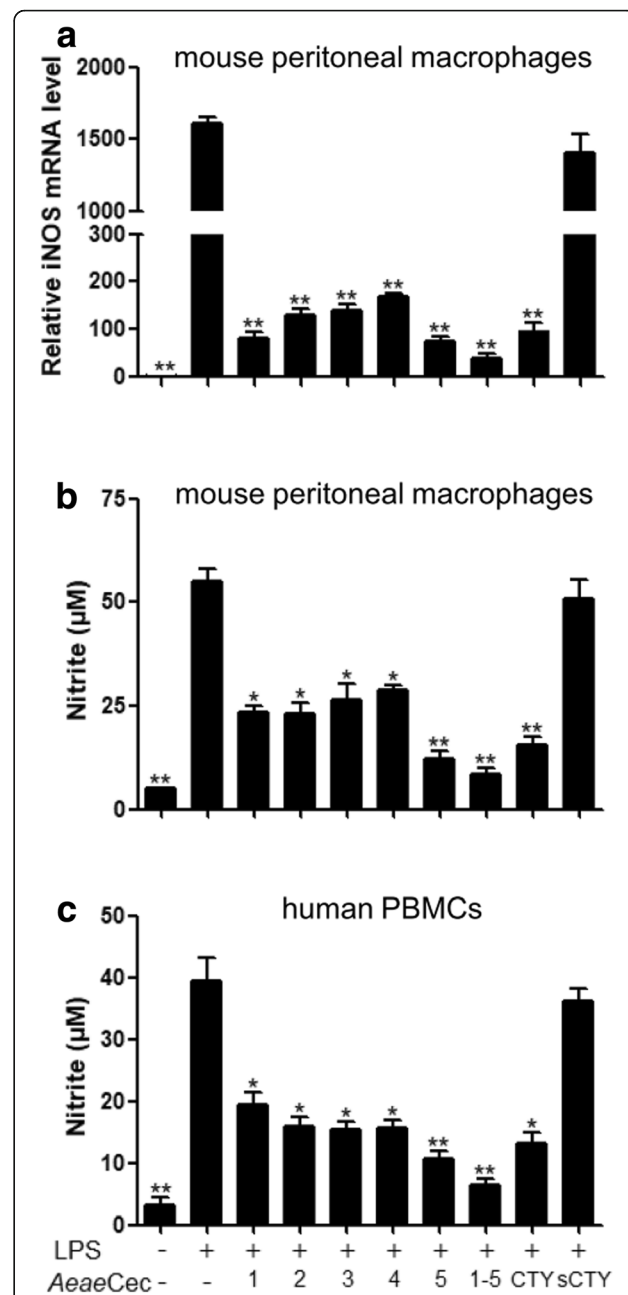 a
mouse peritoneal macrophages
Relative iNOS mRNA level
2000
1500
1000
300
200
100
0
** ** ** ** ** ** ** **
b
mouse peritoneal macrophages
Nitrite (µM)
75
50
25
0
** * * * * ** ** **
c
human PBMCs
Nitrite (µM)
50
40
30
20
10
0
** * * * * ** ** *
LPS - + + + + + + + + +
AeaeCec - - 1 2 3 4 5 1-5 CTY sCTY